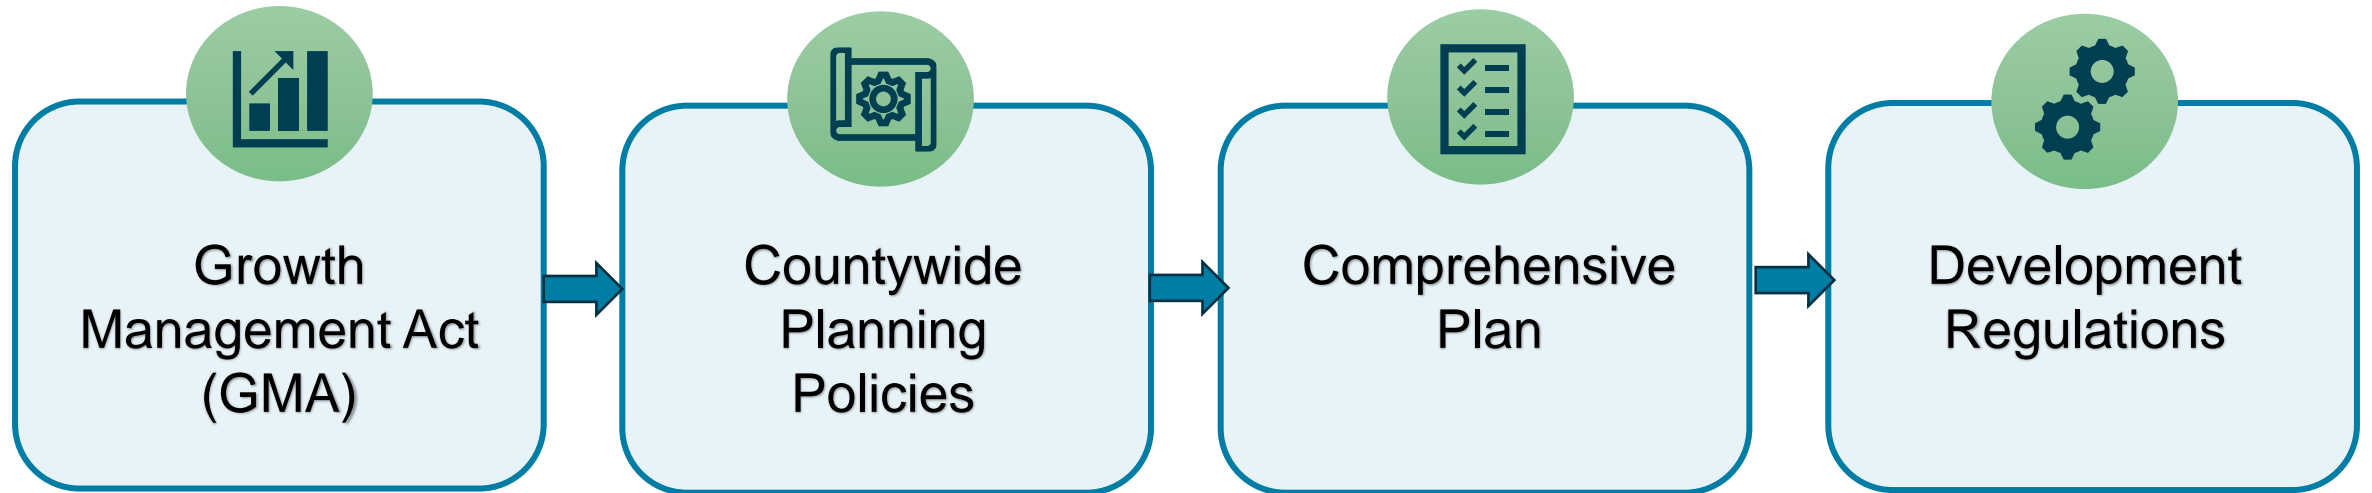 Growth
Management Act
(GMA)
Countywide
Planning
Policies
Comprehensive
Plan
Development
Regulations